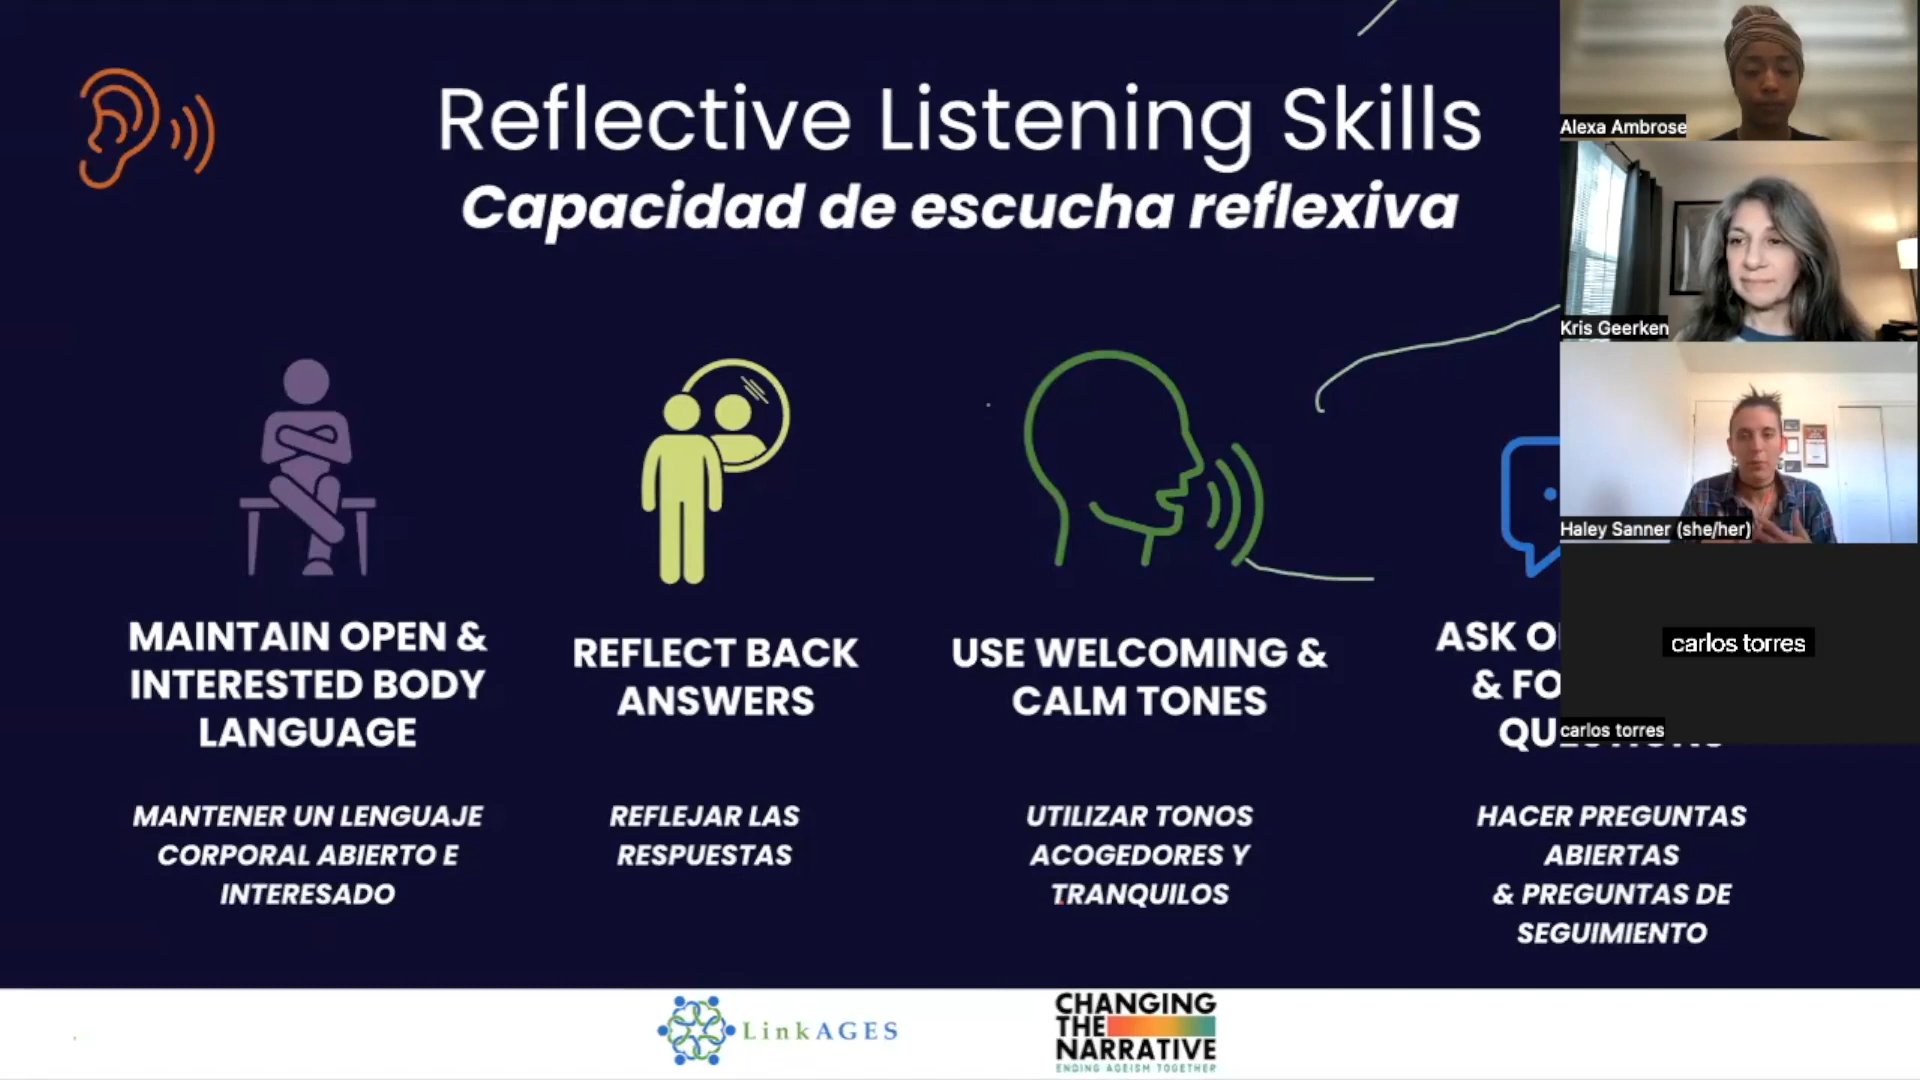 Reflective Listening Skills
Capacidad de escucha reflexiva
MAINTAIN OPEN &
INTERESTED BODY
LANGUAGE
MANTENER UN LENGUAJE
CORPORAL ABIERTO E
INTERESADO
REFLECT BACK
ANSWERS
REFLEJAR LAS
RESPUESTAS
USE WELCOMING &
CALM TONES
UTILIZAR TONOS
ACOGEDORES Y
TRANQUILOS
ASK
&
HACER PREGUNTAS
ABIERTAS
& PREGUNTAS DE
SEGUIMIENTO
Alexa Ambrose
Kris Geerken
Haley Sanner (she/her)
carlos torres
carlos torres
LinkAGES
CHANGING
THE
NARRATIVE
ENDING AGEISM TOGETHER